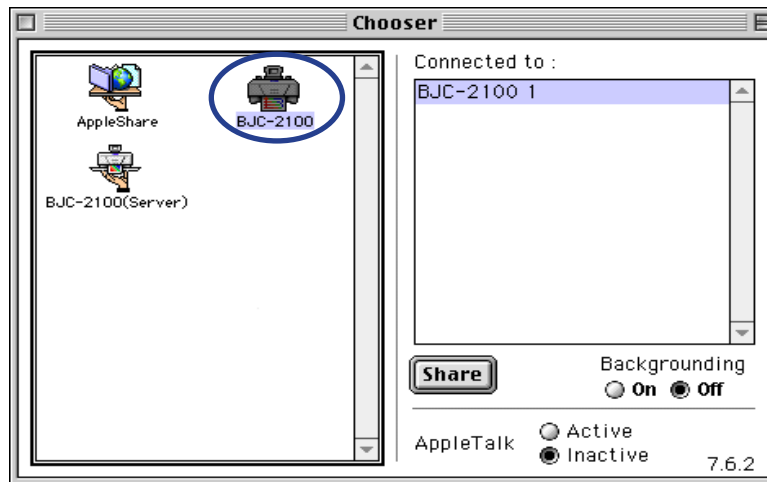 Chooser
AppleShare
BJC-2100
BJC-2100(Server)
Connected to :
BJC-2100 1
Share
Backgrounding
On Off
AppleTalk
Active
Inactive
7.6.2